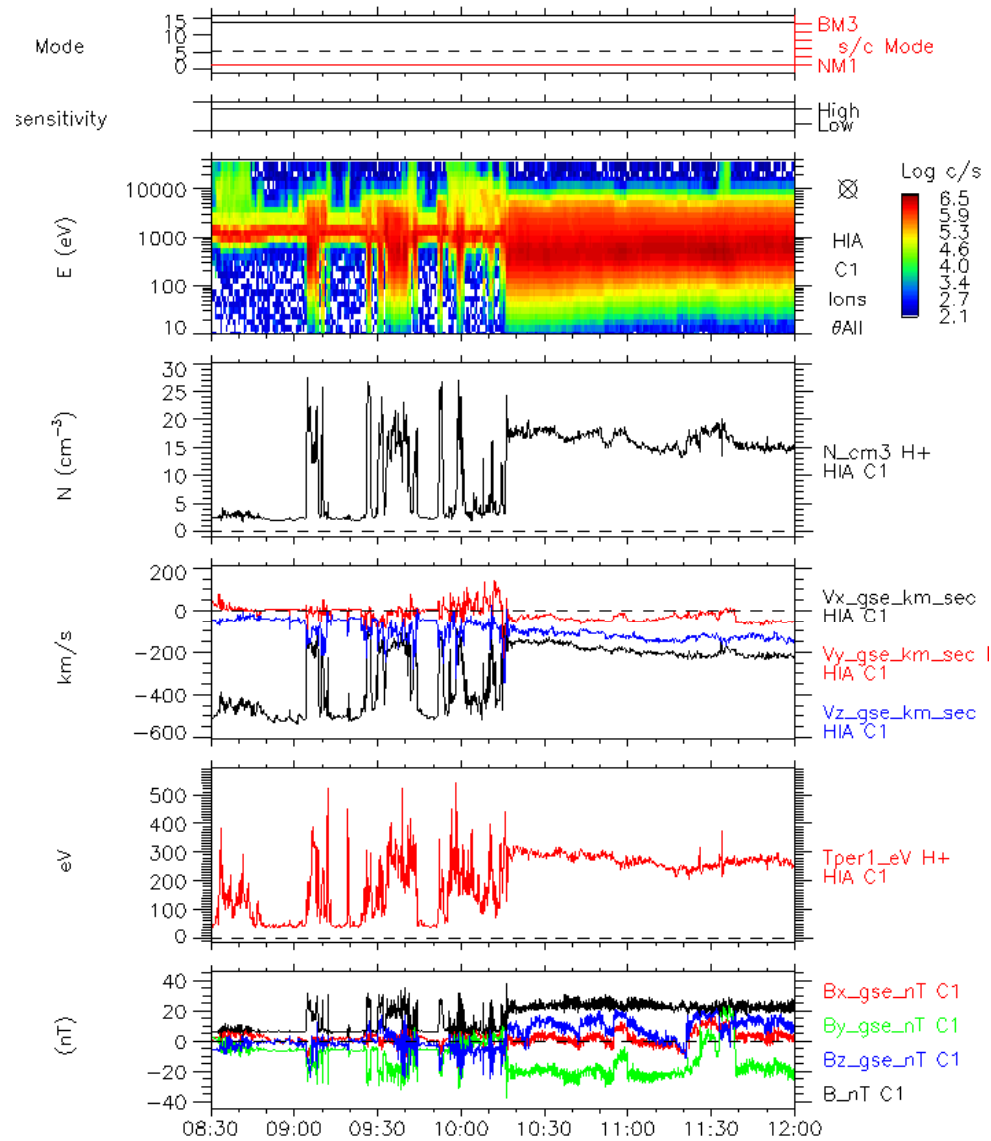 15
10
5
0
Mode
BM3
s/c Mode
NM1
sensitivity
High
Low
10000
1000
100
10
E (eV)
HIA
C1
Ions
θAll
Log c/s
6.5
5.9
5.3
4.6
4.0
3.4
2.7
2.1
30
25
20
15
10
5
0
N (cm⁻³)
N_cm3 H+
HIA C1
200
0
−200
−400
−600
km/s
Vx_gse_km_sec
HIA C1
Vy_gse_km_sec I
HIA C1
Vz_gse_km_sec
HIA C1
500
400
300
200
100
0
eV
Tper1_eV H+
HIA C1
40
20
0
−20
−40
(nT)
Bx_gse_nT C1
By_gse_nT C1
Bz_gse_nT C1
B_nT C1
08:30 09:00 09:30 10:00 10:30 11:00 11:30 12:00